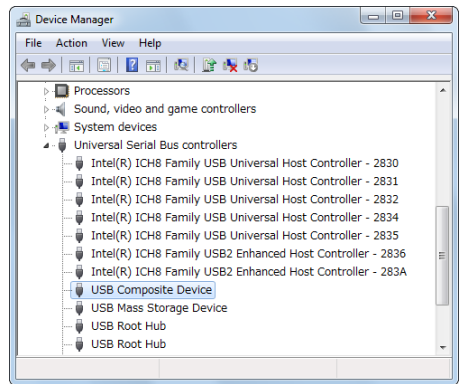 Device Manager
File Action View Help
Processors
Sound, video and game controllers
System devices
Universal Serial Bus controllers
Intel(R) ICH8 Family USB Universal Host Controller - 2830
Intel(R) ICH8 Family USB Universal Host Controller - 2831
Intel(R) ICH8 Family USB Universal Host Controller - 2832
Intel(R) ICH8 Family USB Universal Host Controller - 2834
Intel(R) ICH8 Family USB Universal Host Controller - 2835
Intel(R) ICH8 Family USB2 Enhanced Host Controller - 2836
Intel(R) ICH8 Family USB2 Enhanced Host Controller - 283A
USB Composite Device
USB Mass Storage Device
USB Root Hub
USB Root Hub